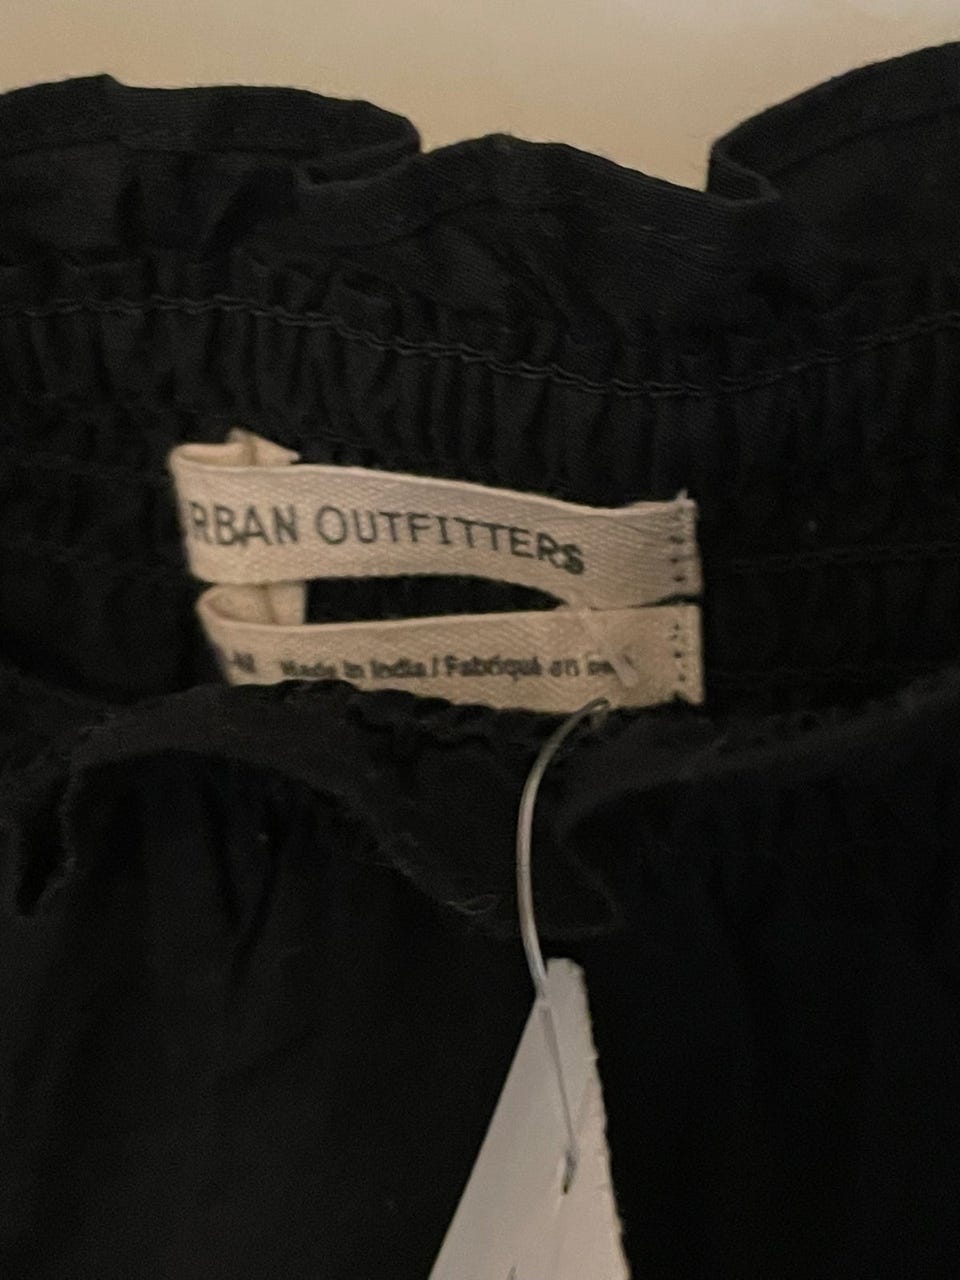 RBAN OUTFITTERS
-M Made in India / Fabriqué en